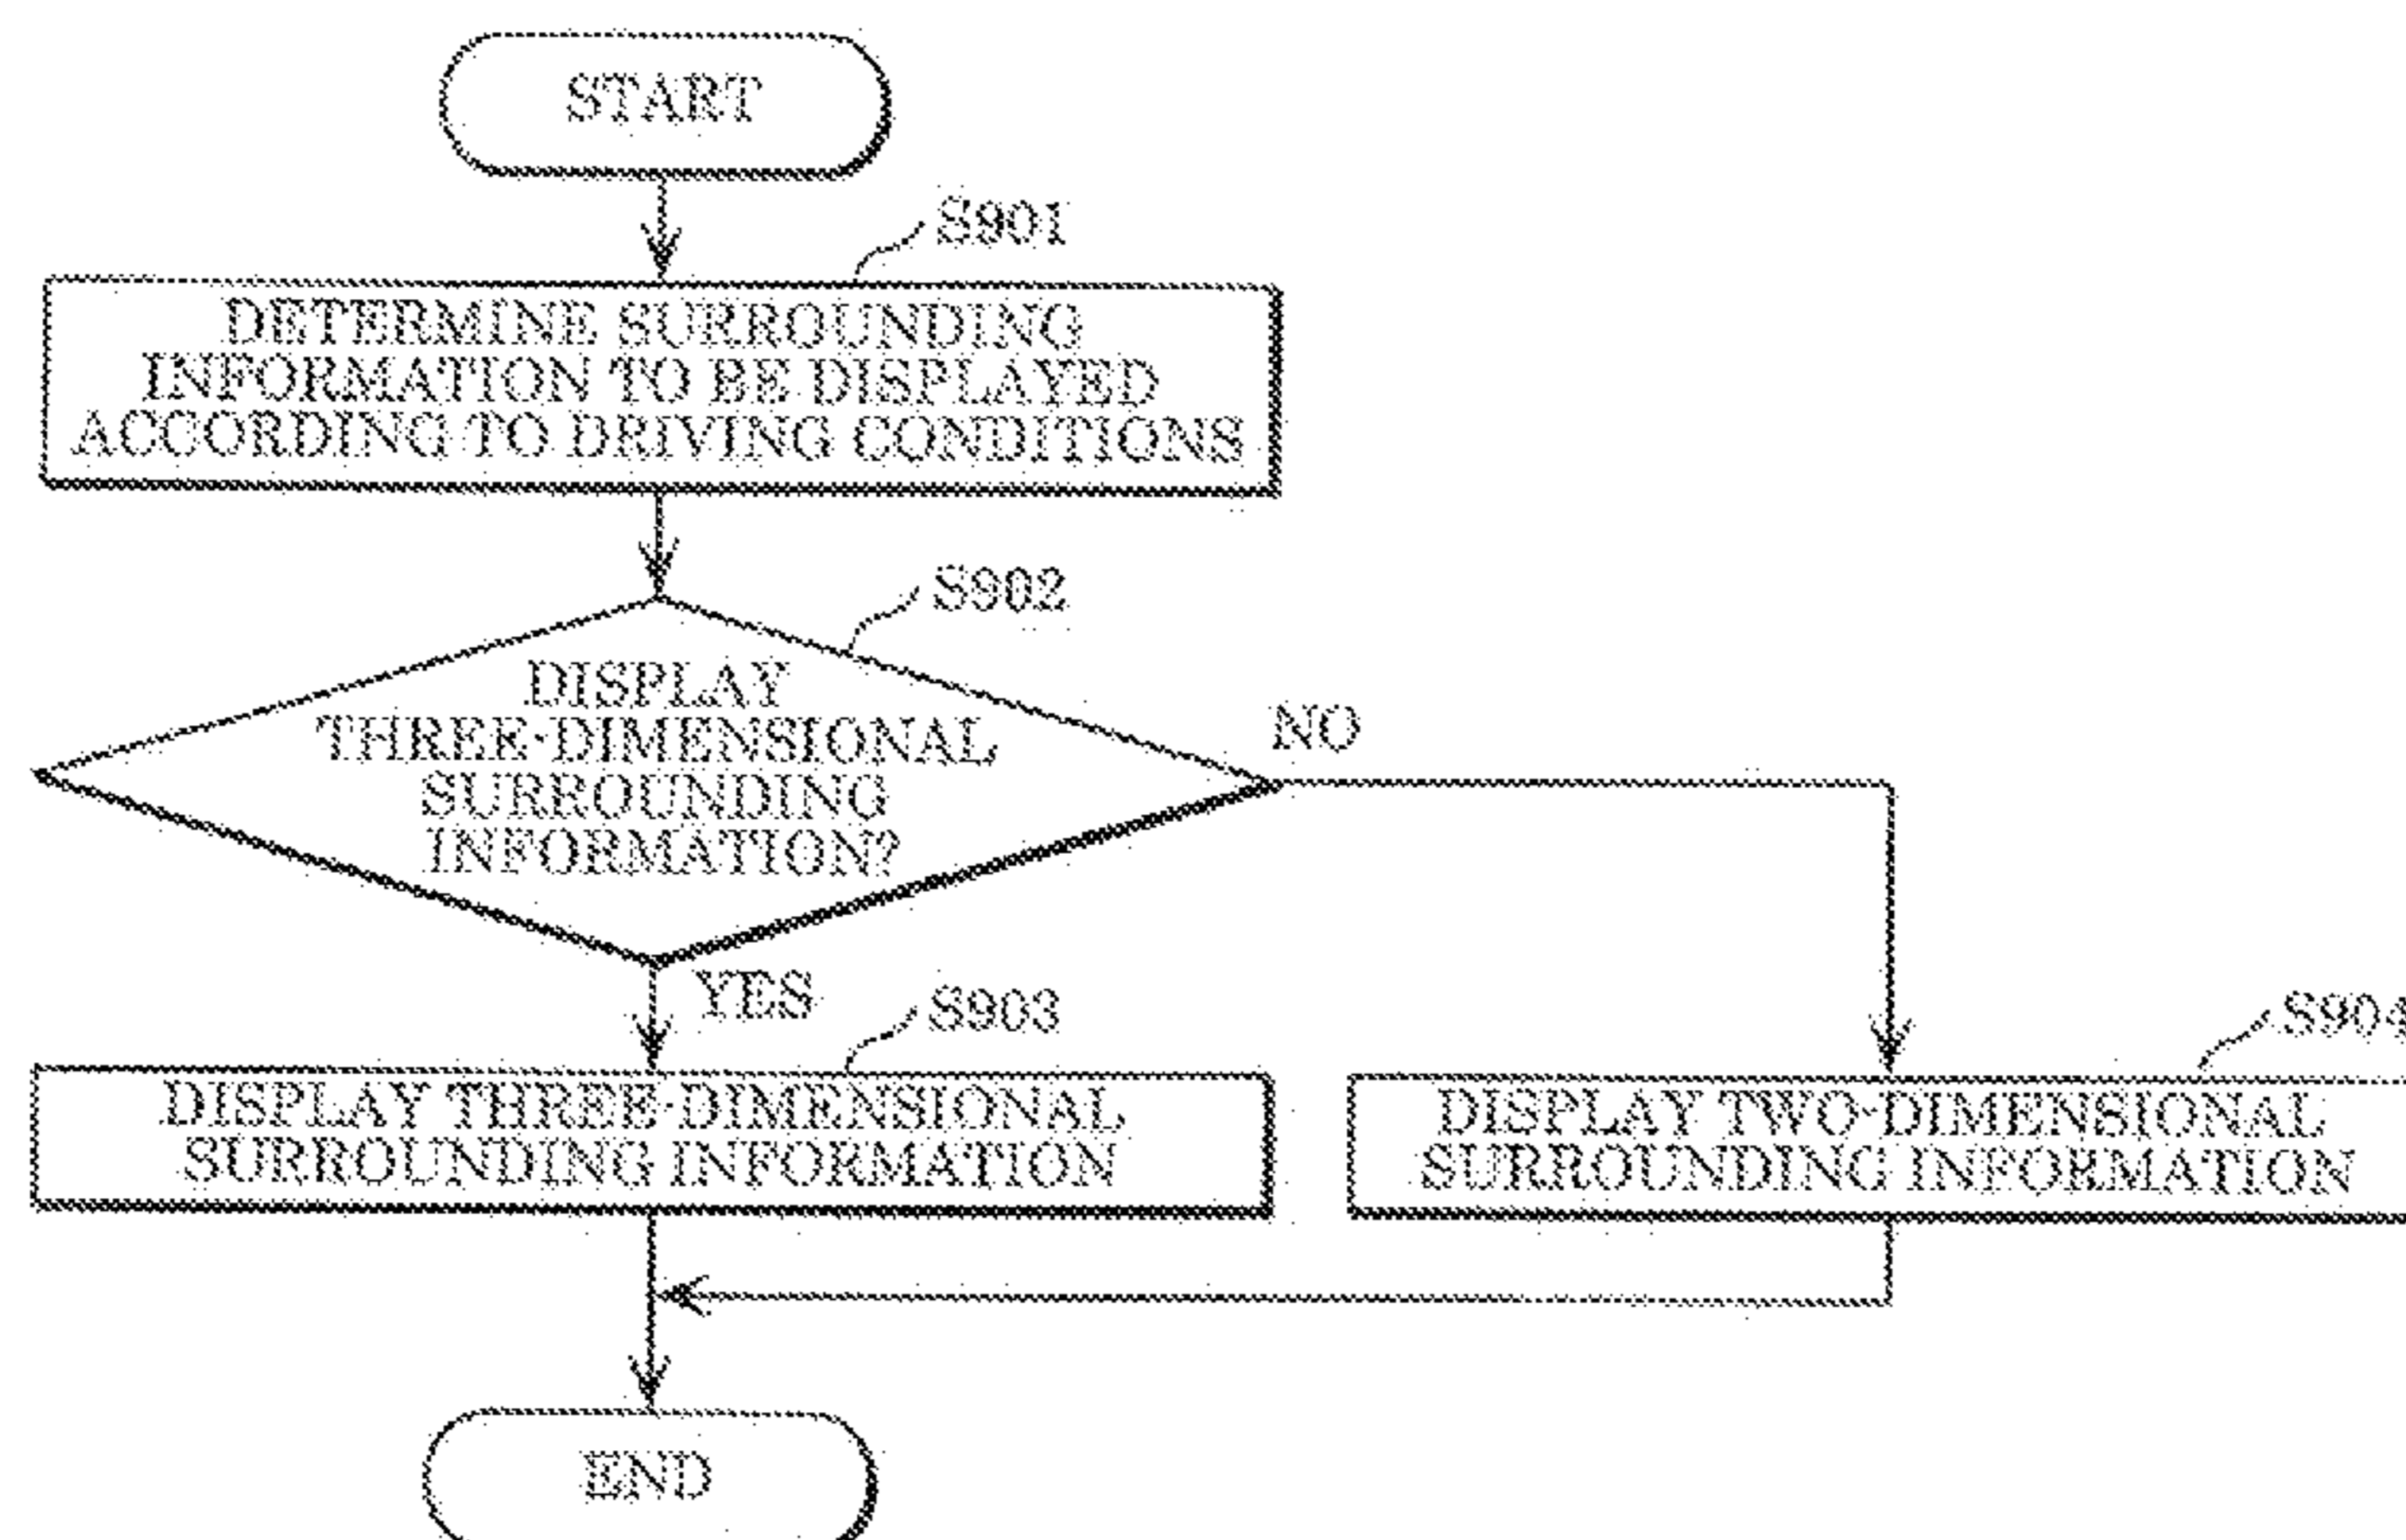 START
S901
DETERMINE SURROUNDING
INFORMATION TO BE DISPLAYED
ACCORDING TO DRIVING CONDITIONS
S902
DISPLAY
THREE-DIMENSIONAL
SURROUNDING
INFORMATION?
NO
YES
S903
DISPLAY THREE-DIMENSIONAL
SURROUNDING INFORMATION
S904
DISPLAY TWO-DIMENSIONAL
SURROUNDING INFORMATION
END